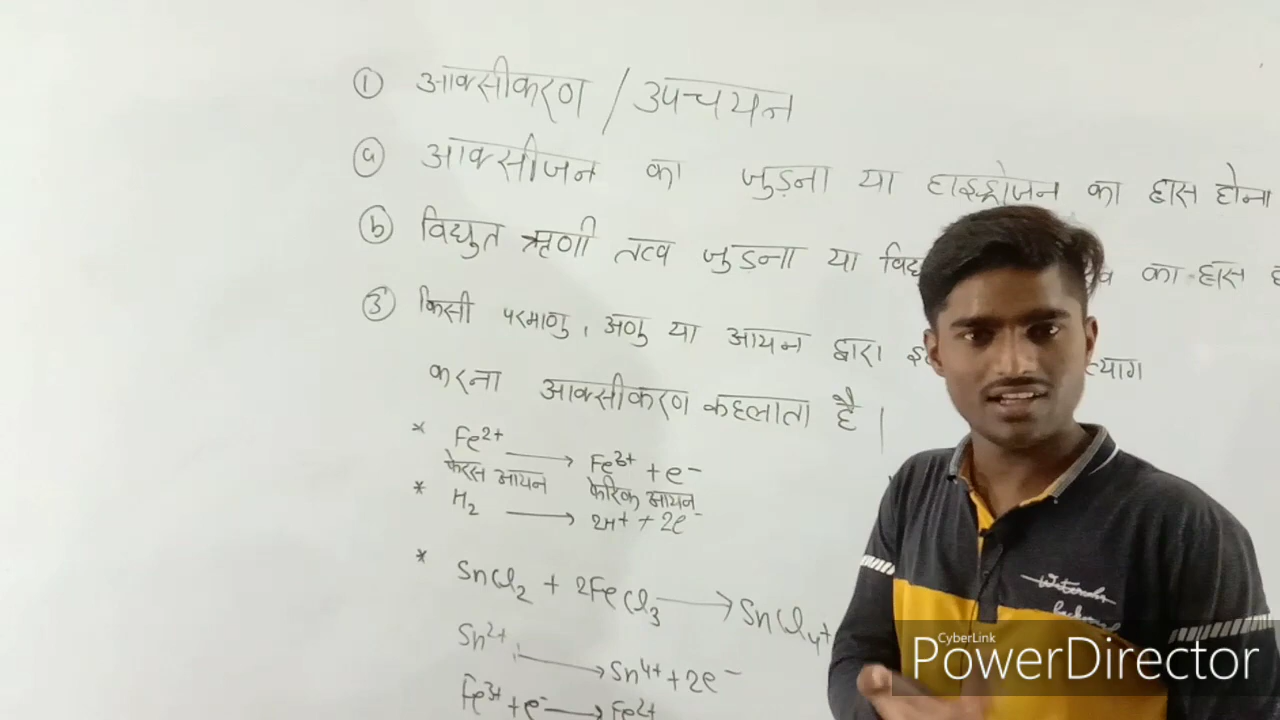 ① आक्सीकरण / उपचयन
ⓐ आक्सीजन का जुड़ना या हाइड्रोजन का ह्रास होना
ⓑ विद्युत ऋणी तत्व जुड़ना या का ह्रास
③ किसी परमाणु, अणु या आयन द्वारा त्याग
करना आक्सीकरण कहलाता है।
* Fe²⁺ ⟶ Fe³⁺ + e⁻
फेरस आयन फेरिक आयन
* H₂ ⟶ 2H⁺ + 2e⁻
* SnCl₂ + 2FeCl₃ ⟶ SnCl₄ +
Sn²⁺ ⟶ Sn⁴⁺ + 2e⁻
Fe³⁺ + e⁻ ⟶ Fe²⁺
CyberLink
PowerDirector